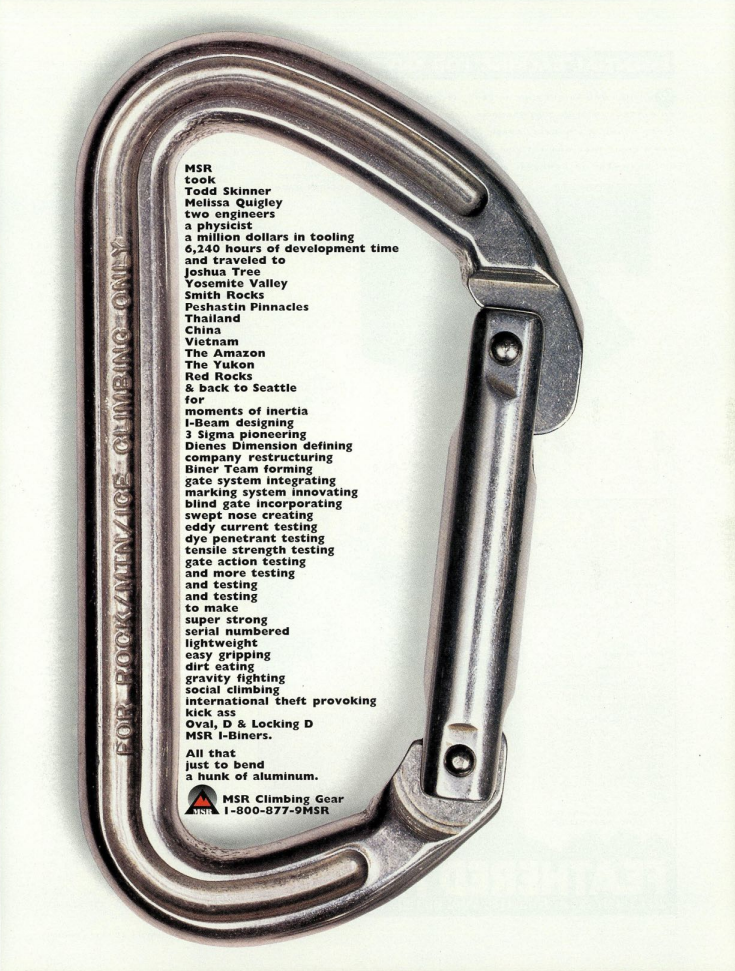 MSR
took
Todd Skinner
Melissa Quigley
two engineers
a physicist
a million dollars in tooling
6,240 hours of development time
and traveled to
Joshua Tree
Yosemite Valley
Smith Rocks
Peshastin Pinnacles
Thailand
China
Vietnam
The Amazon
The Yukon
Red Rocks
& back to Seattle
for
moments of inertia
I-Beam designing
3 Sigma pioneering
Dienes Dimension defining
company restructuring
Biner Team forming
gate system integrating
marking system innovating
blind gate incorporating
swept nose creating
eddy current testing
dye penetrant testing
tensile strength testing
gate action testing
and more testing
and testing
and testing
to make
super strong
serial numbered
lightweight
easy gripping
dirt eating
gravity fighting
social climbing
international theft provoking
kick ass
Oval, D & Locking D
MSR I-Biners.
All that
just to bend
a hunk of aluminum.
MSR
MSR Climbing Gear
1-800-877-9MSR
FOR ROCK/MTN/ICE CLIMBING ONLY